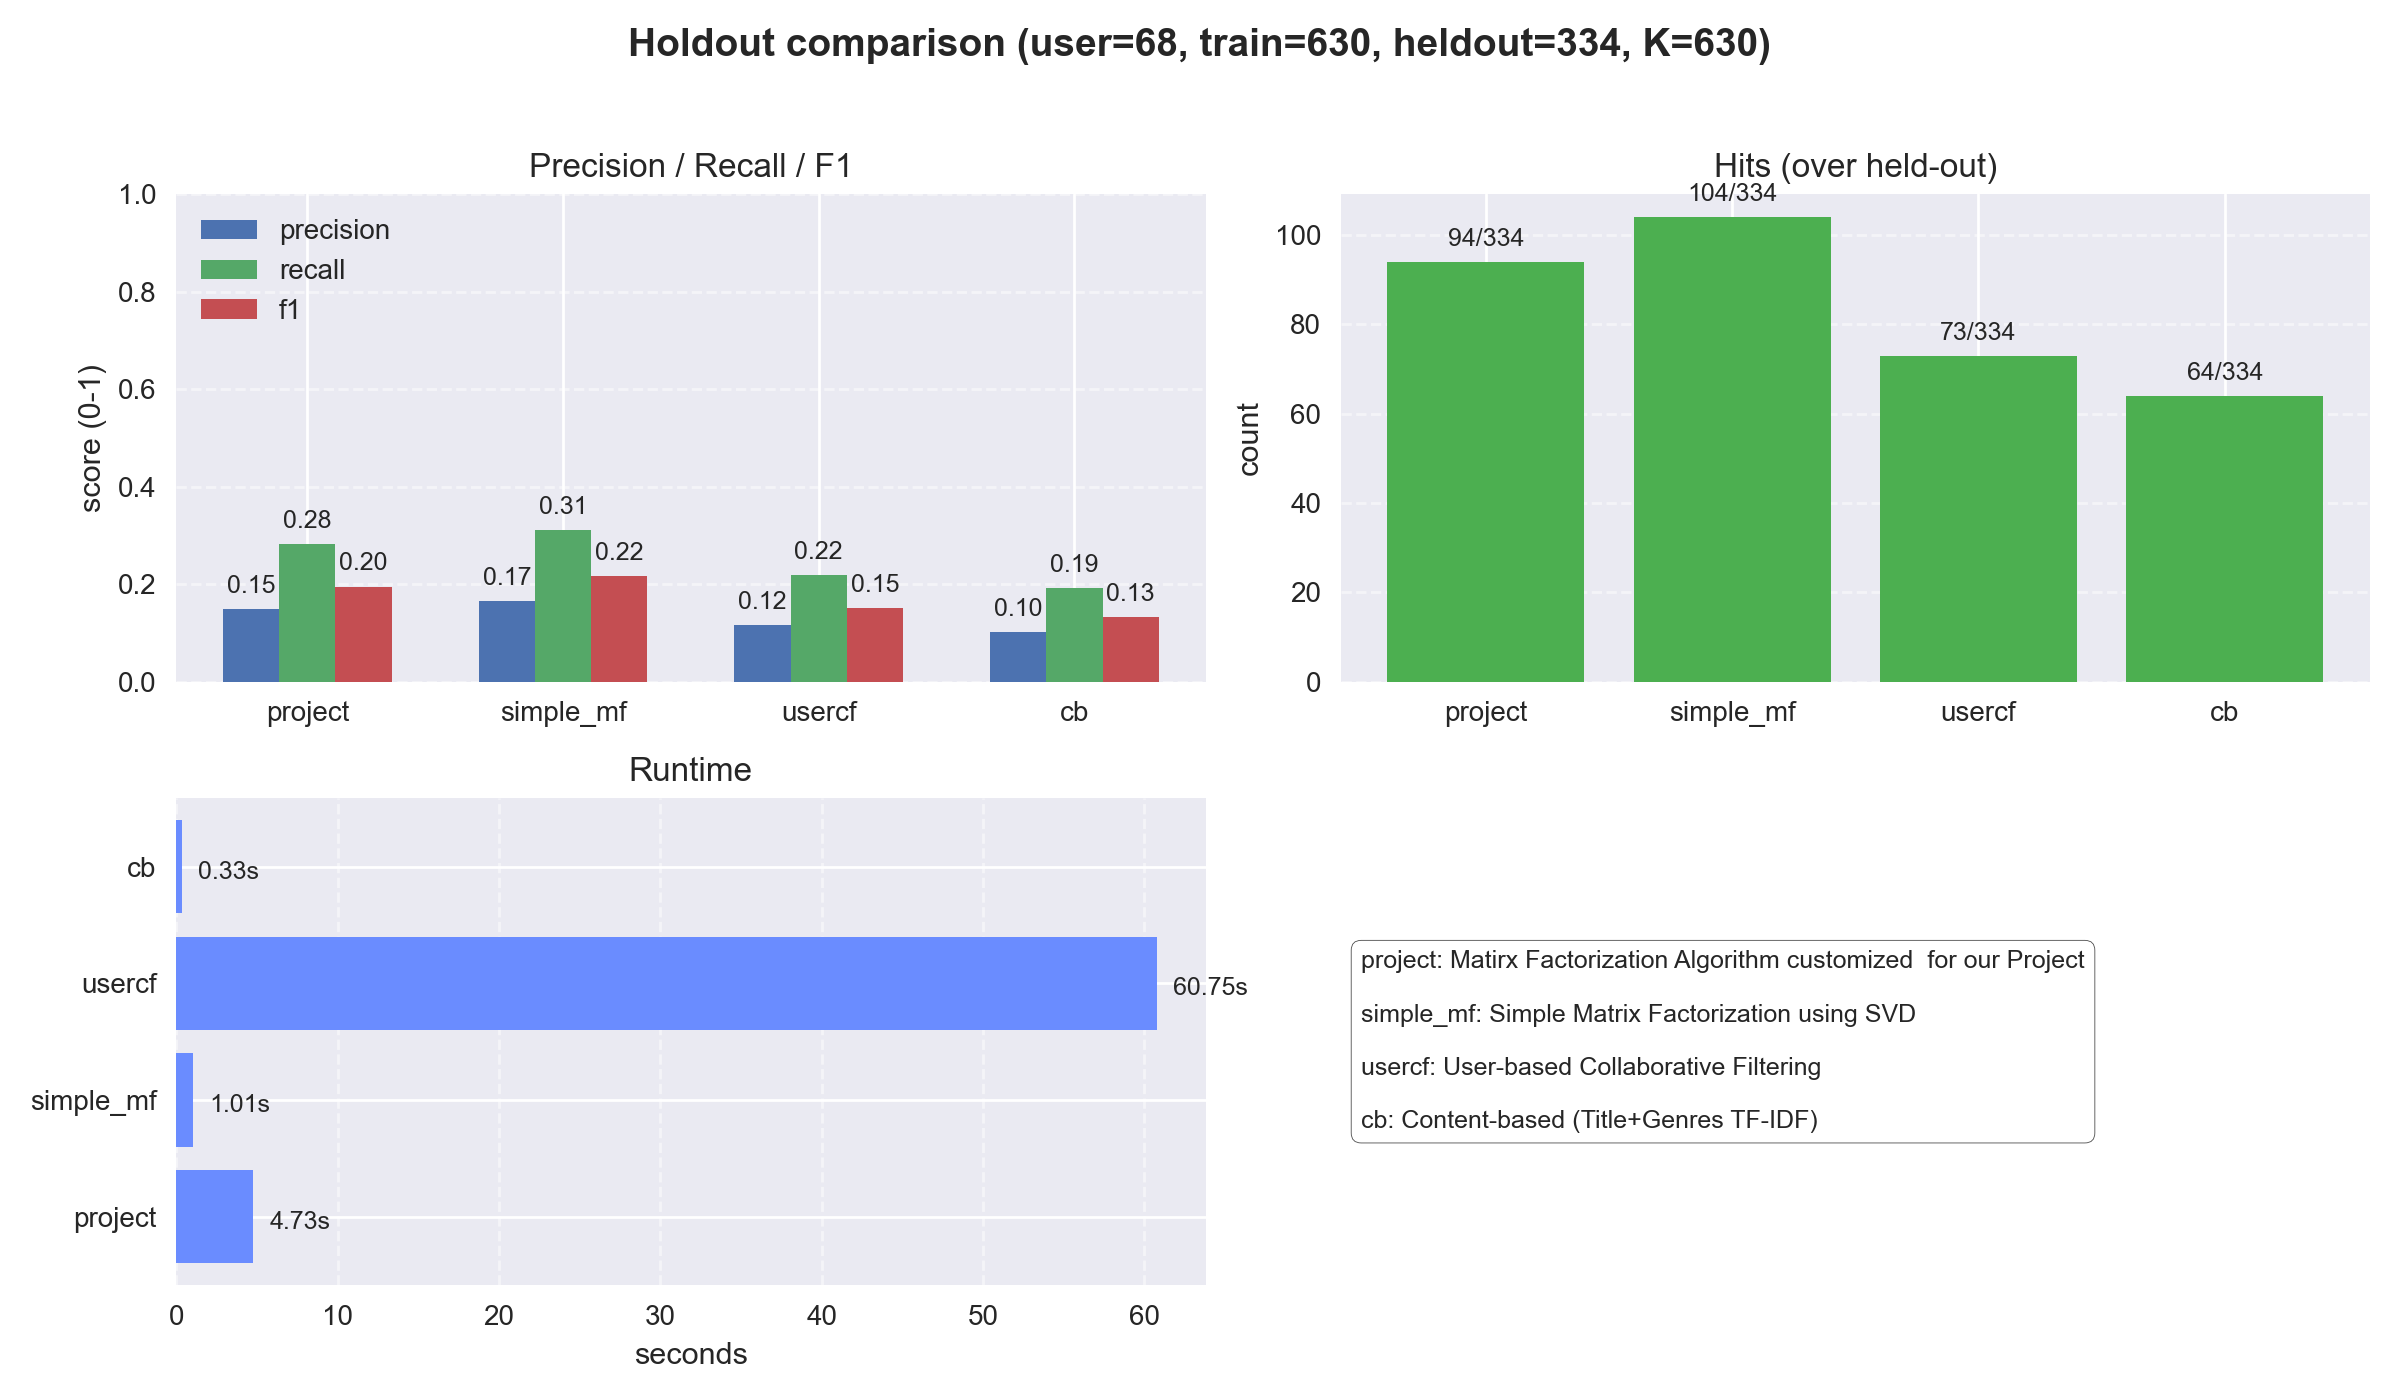 Holdout comparison (user=68, train=630, heldout=334, K=630)
Precision / Recall / F1
1.0
0.8
0.6
0.4
0.2
0.0
score (0-1)
precision
recall
f1
0.15
0.28
0.20
0.17
0.31
0.22
0.12
0.22
0.15
0.10
0.19
0.13
project
simple_mf
usercf
cb
Hits (over held-out)
100
80
60
40
20
0
count
94/334
104/334
73/334
64/334
project
simple_mf
usercf
cb
Runtime
cb
usercf
simple_mf
project
0.33s
60.75s
1.01s
4.73s
0
10
20
30
40
50
60
seconds
project: Matirx Factorization Algorithm customized  for our Project
simple_mf: Simple Matrix Factorization using SVD
usercf: User-based Collaborative Filtering
cb: Content-based (Title+Genres TF-IDF)